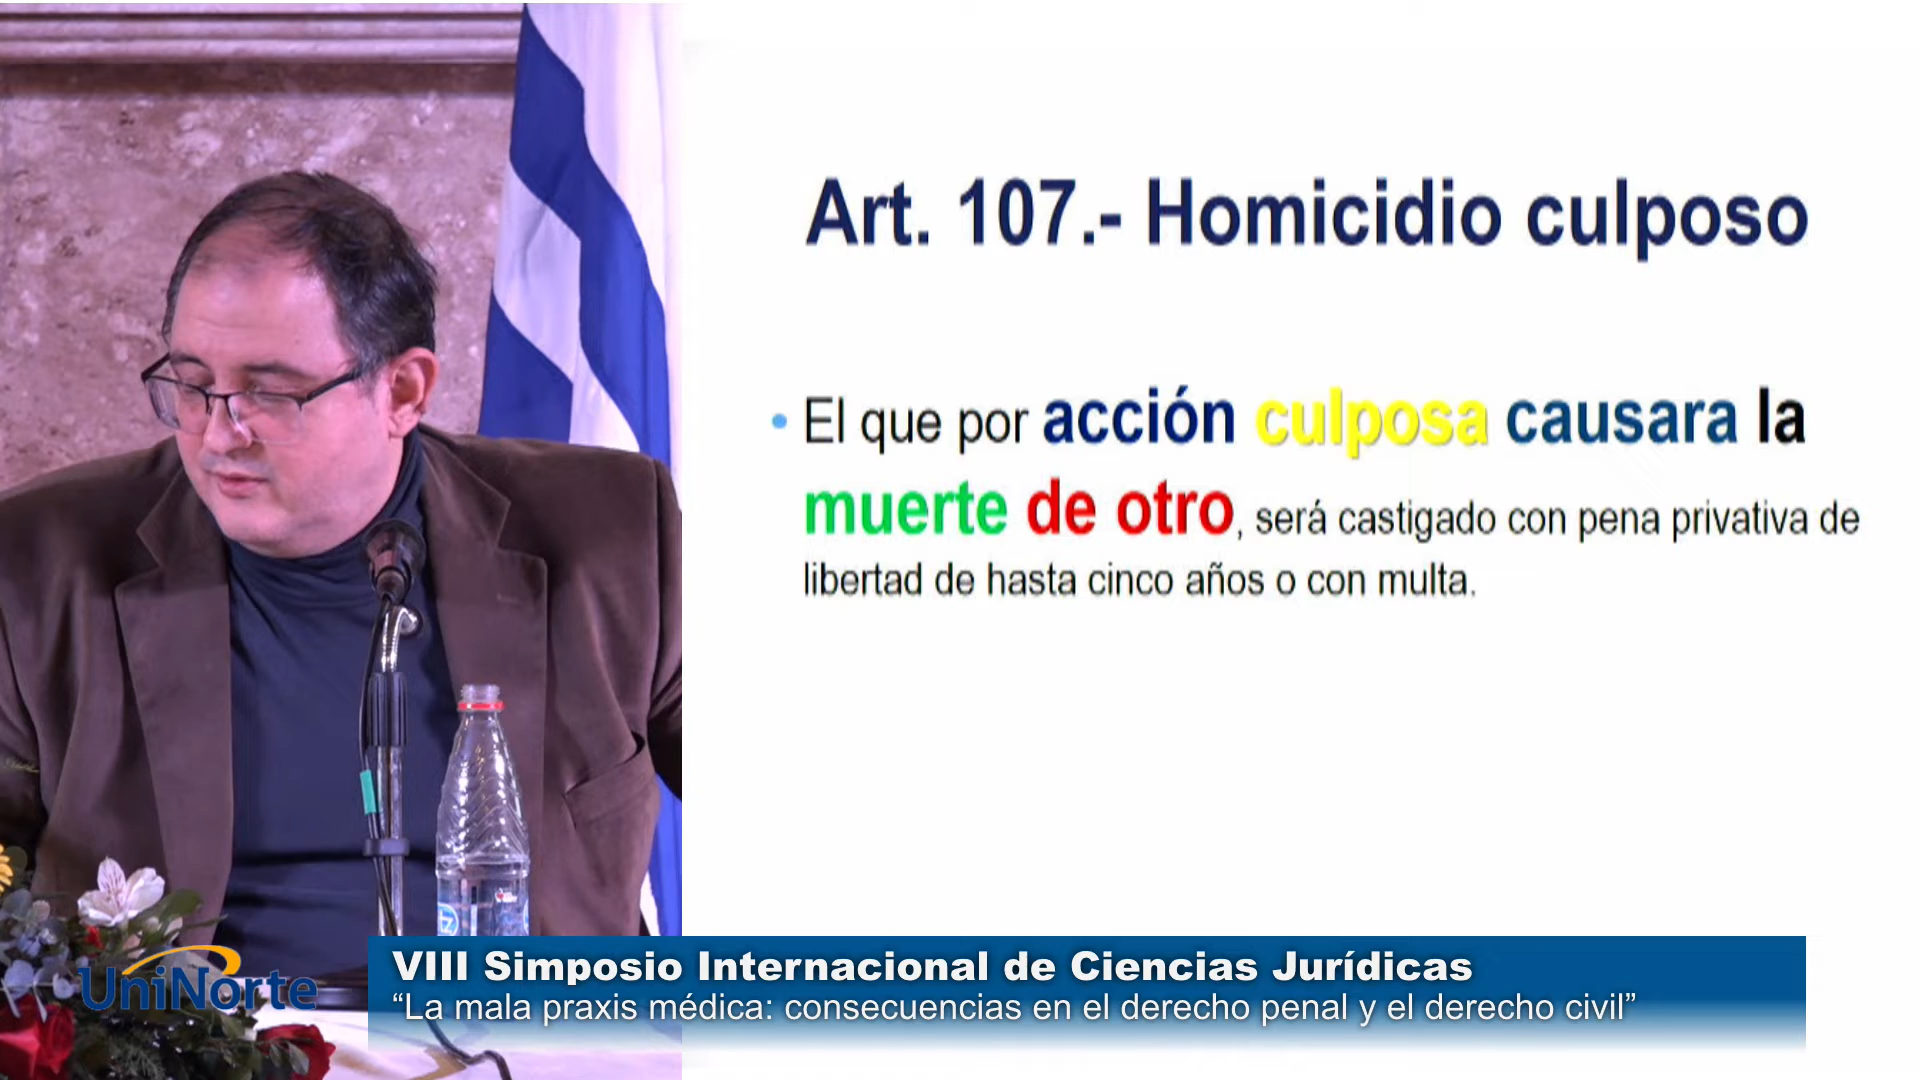 Art. 107.- Homicidio culposo
• El que por acción culposa causara la
muerte de otro, será castigado con pena privativa de
libertad de hasta cinco años o con multa.
UniNorte
VIII Simposio Internacional de Ciencias Jurídicas
“La mala praxis médica: consecuencias en el derecho penal y el derecho civil”